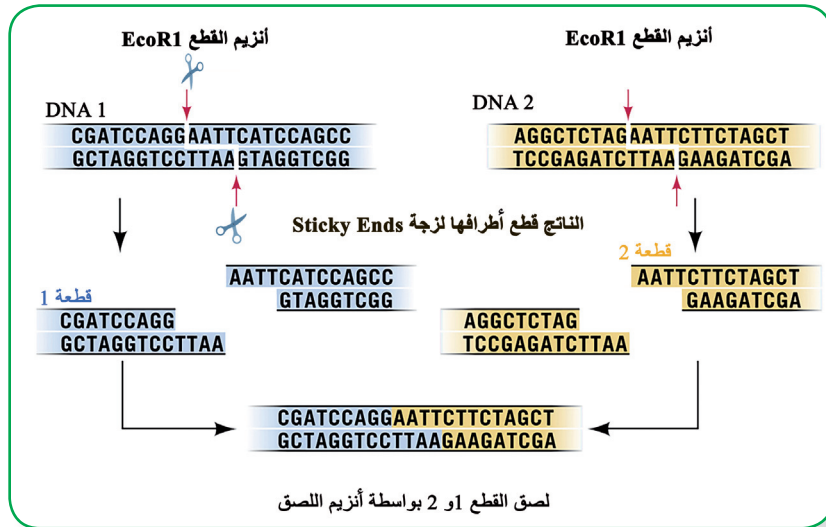 أنزيم القطع EcoR1
أنزيم القطع EcoR1
DNA 1
CGATCCAGGAATTCATCCAGCC
GCTAGGTCCTTAAGTAGGTCGG
DNA 2
AGGCTCTAGAATTCTTCTAGCT
TCCGAGATCTTAAGAAGATCGA
الناتج قطع أطرافها لزجة Sticky Ends
قطعة 1
CGATCCAGG
GCTAGGTCCTTAA
AATTCATCCAGCC
GTAGGTCGG
AGGCTCTAG
TCCGAGATCTTAA
قطعة 2
AATTCTTCTAGCT
GAAGATCGA
CGATCCAGGAATTCTTCTAGCT
GCTAGGTCCTTAAGAAGATCGA
لصق القطع 1و 2 بواسطة أنزيم اللصق